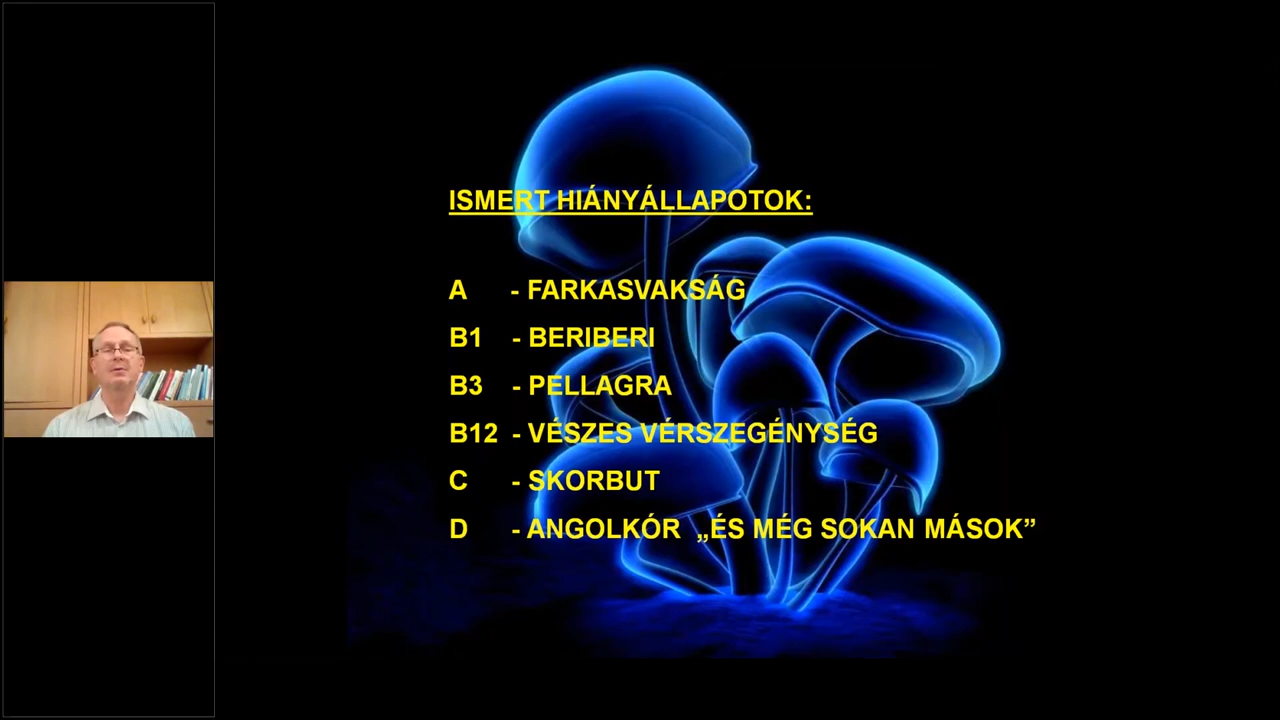 ISMERT HIÁNYÁLLAPOTOK:
A - FARKASVAKSÁG
B1 - BERIBERI
B3 - PELLAGRA
B12 - VÉSZES VÉRSZEGÉNYSÉG
C - SKORBUT
D - ANGOLKÓR „ÉS MÉG SOKAN MÁSOK”